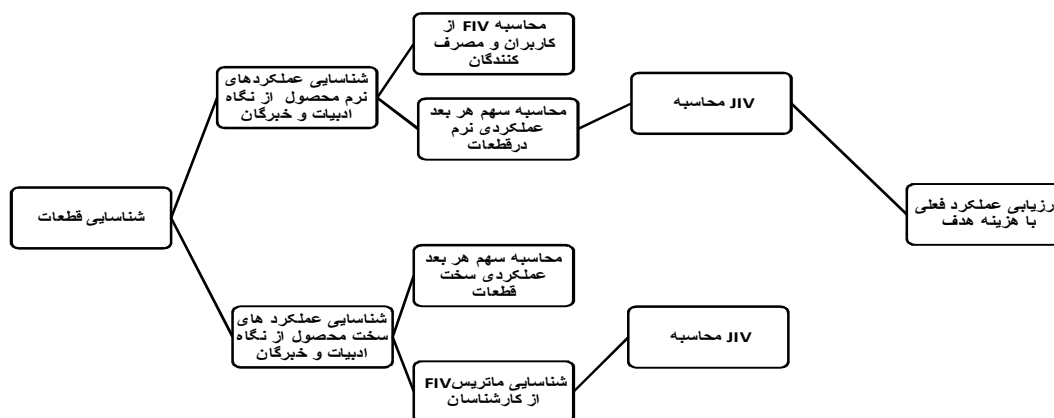 محاسبه FIV از
کاربران و مصرف
کنندگان
شناسایی عملکردهای
نرم محصول از نگاه
ادبیات و خبرگان
محاسبه سهم هر بعد
عملکردی نرم
درقطعات
محاسبه JIV
شناسایی قطعات
رزیابی عملکرد فعلی
با هزینه هدف
محاسبه سهم هر بعد
عملکردی سخت
قطعات
شناسایی عملکرد های
سخت محصول از نگاه
ادبیات و خبرگان
محاسبه JIV
شناسایی ماتریسFIV
از کارشناسان